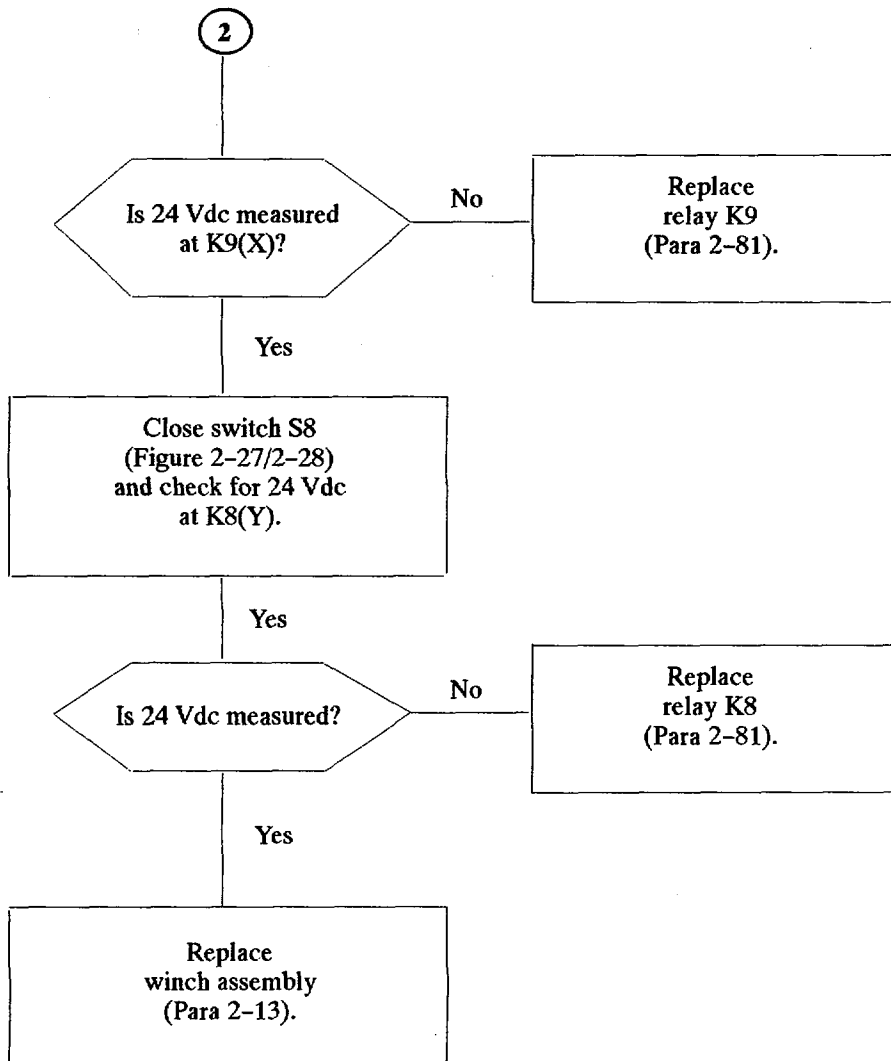 2
Is 24 Vdc measured
at K9(X)?
No
Replace
relay K9
(Para 2–81).
Yes
Close switch S8
(Figure 2–27/2–28)
and check for 24 Vdc
at K8(Y).
Yes
Is 24 Vdc measured?
No
Replace
relay K8
(Para 2–81).
Yes
Replace
winch assembly
(Para 2–13).